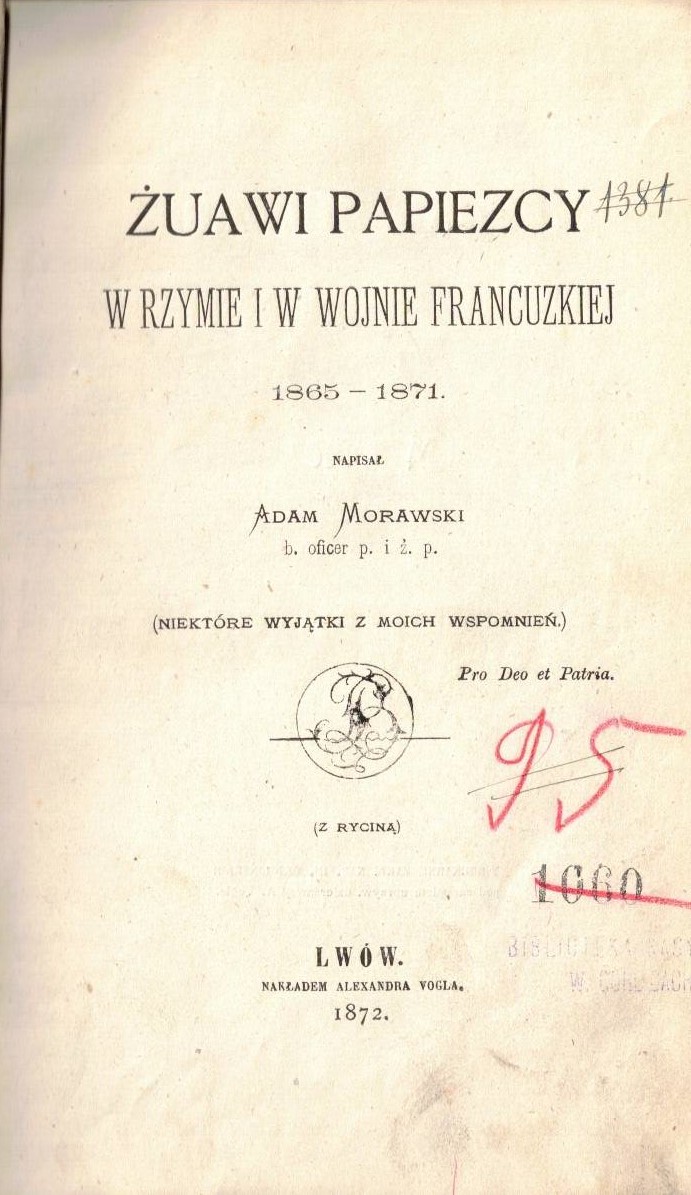 ŻUAWI PAPIEZCY
1381.
W RZYMIE I W WOJNIE FRANCUZKIEJ
1865 — 1871.
NAPISAŁ
ADAM MORAWSKI
b. oficer p. i ż. p.
(NIEKTÓRE WYJĄTKI Z MOICH WSPOMNIEŃ.)
Pro Deo et Patria.
95
(Z RYCINĄ)
1660
LWÓW.
BIBLIOTEKA
W.
NAKŁADEM ALEXANDRA VOGLA.
1872.